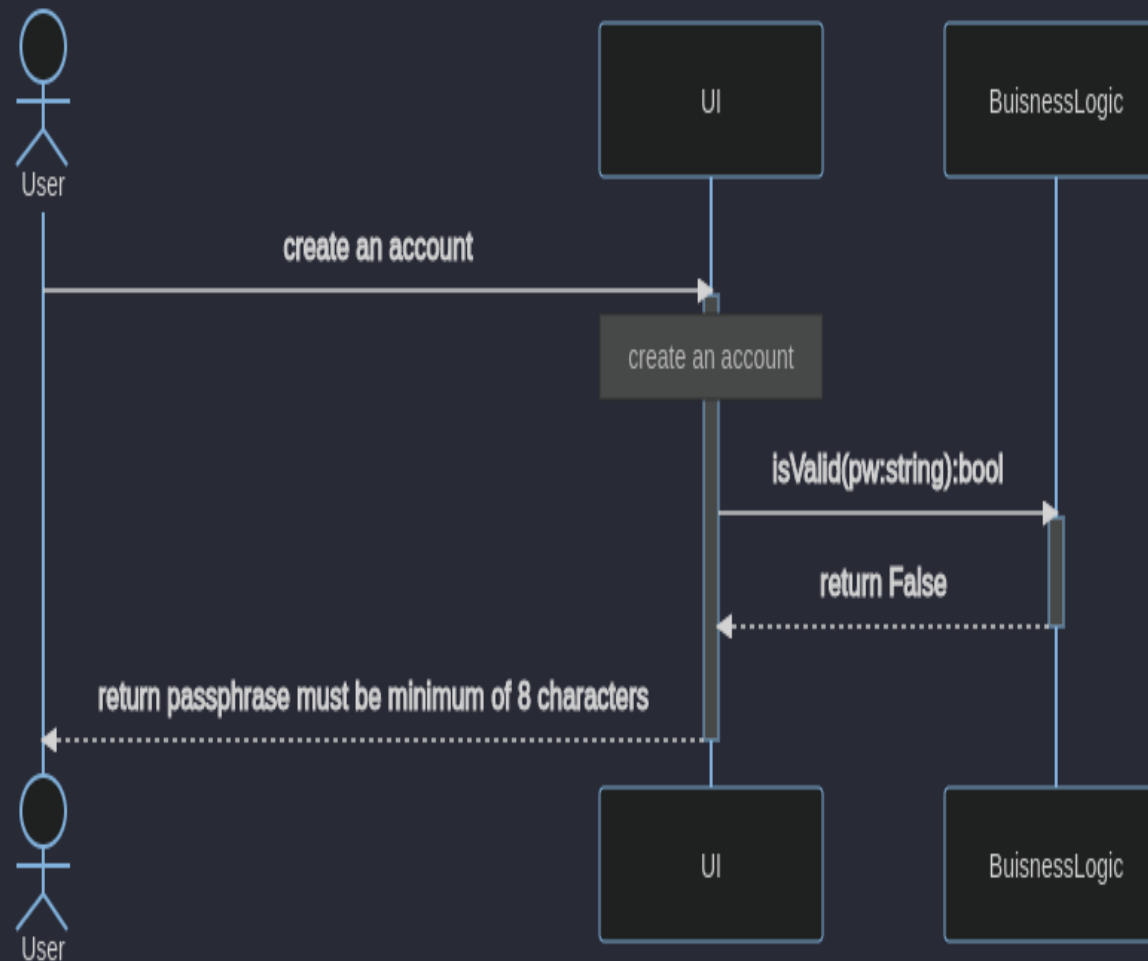 User
UI
BuisnessLogic
create an account
create an account
isValid(pw:string):bool
return False
return passphrase must be minimum of 8 characters
User
UI
BuisnessLogic